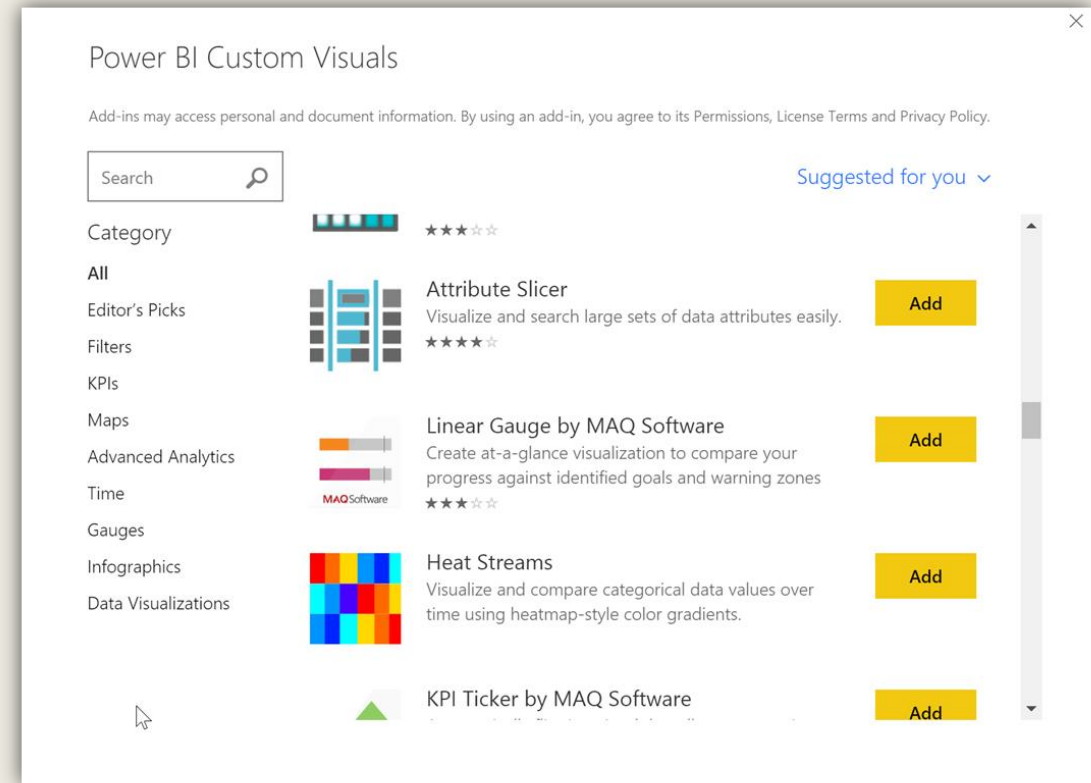 Power BI Custom Visuals
Add-ins may access personal and document information. By using an add-in, you agree to its Permissions, License Terms and Privacy Policy.
Search
Suggested for you
Category
All
Editor's Picks
Filters
KPIs
Maps
Advanced Analytics
Time
Gauges
Infographics
Data Visualizations
Attribute Slicer
Visualize and search large sets of data attributes easily.
Add
Linear Gauge by MAQ Software
Create at-a-glance visualization to compare your
progress against identified goals and warning zones
Add
MAQ Software
Heat Streams
Visualize and compare categorical data values over
time using heatmap-style color gradients.
Add
KPI Ticker by MAQ Software
Add